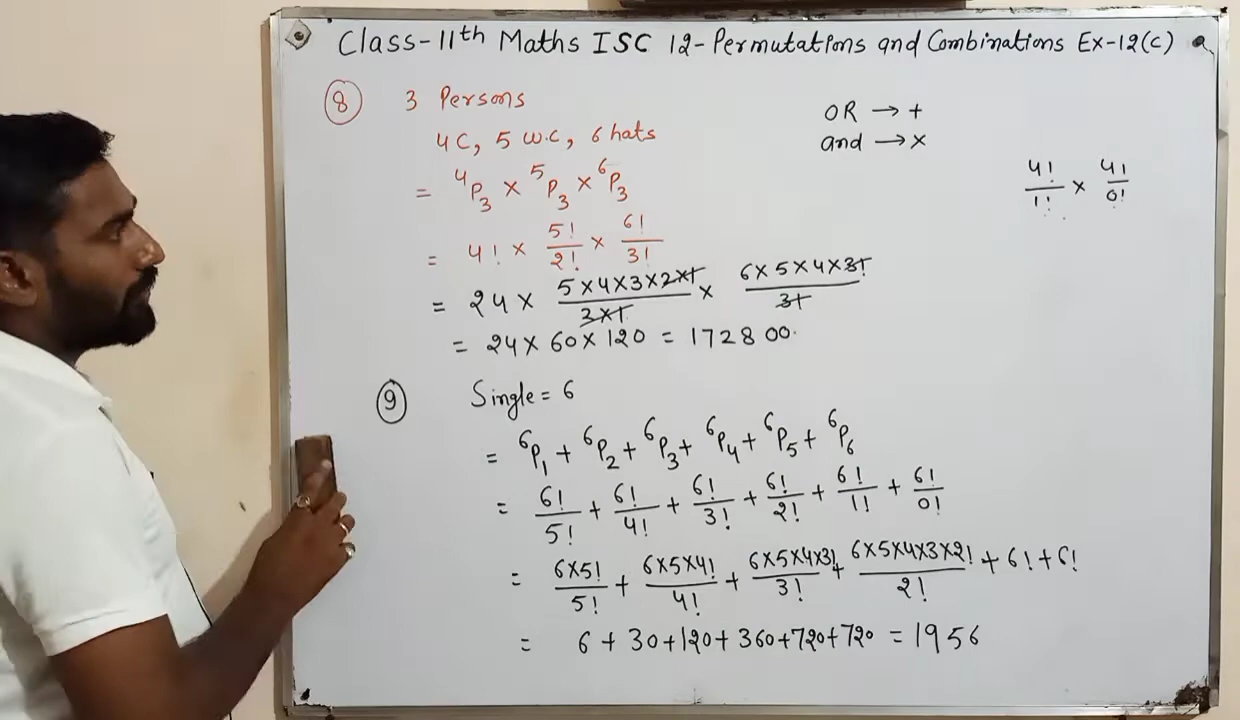 Class-11th Maths ISC 12-Permutations and Combinations Ex-12(c)
⑧ 3 Persons
4C, 5 W.C, 6 hats
= ⁴P₃ × ⁵P₃ × ⁶P₃
= 4! × 5!/2! × 6!/3!
= 24 × 5×4×3×2×1/2×1 × 6×5×4×3!/3!
= 24 × 60 × 120 = 172800.
OR → +
and → ×
4!/1! × 4!/0!
⑨ Single = 6
= ⁶P₁ + ⁶P₂ + ⁶P₃ + ⁶P₄ + ⁶P₅ + ⁶P₆
= 6!/5! + 6!/4! + 6!/3! + 6!/2! + 6!/1! + 6!/0!
= 6×5!/5! + 6×5×4!/4! + 6×5×4×3!/3! + 6×5×4×3×2!/2! + 6! + 6!
= 6 + 30 + 120 + 360 + 720 + 720 = 1956